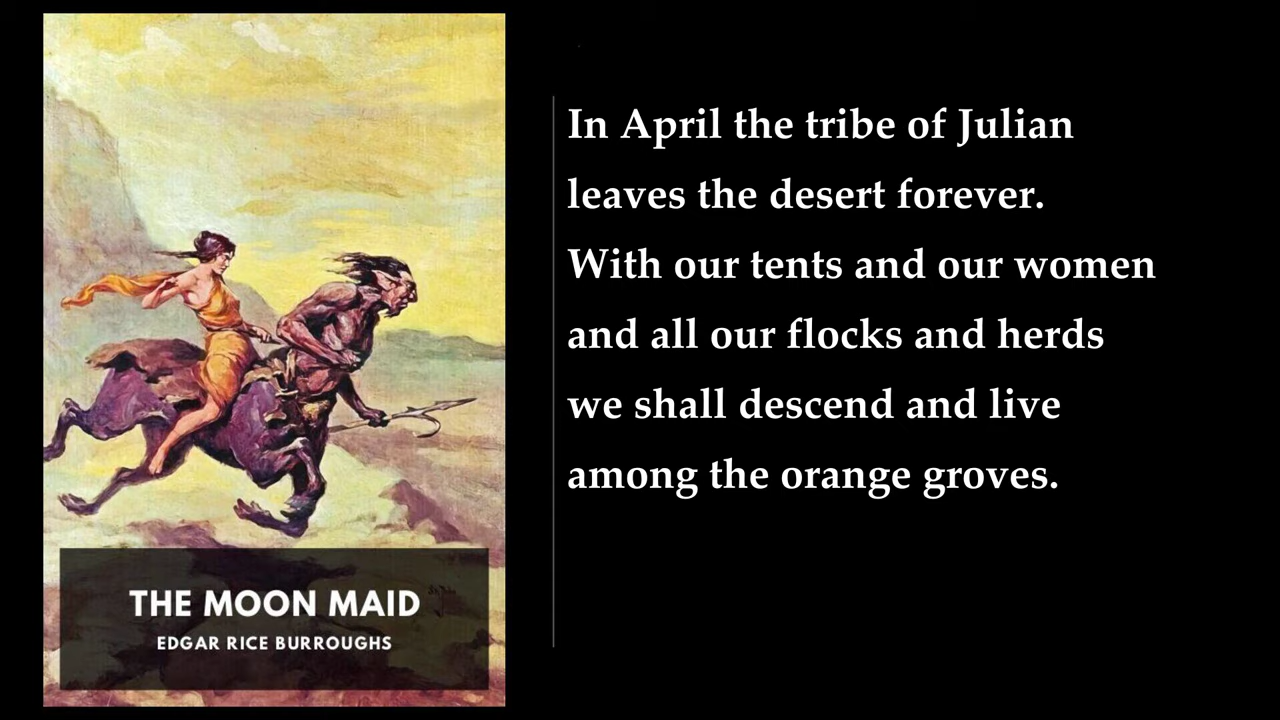 THE MOON MAID
EDGAR RICE BURROUGHS
In April the tribe of Julian
leaves the desert forever.
With our tents and our women
and all our flocks and herds
we shall descend and live
among the orange groves.